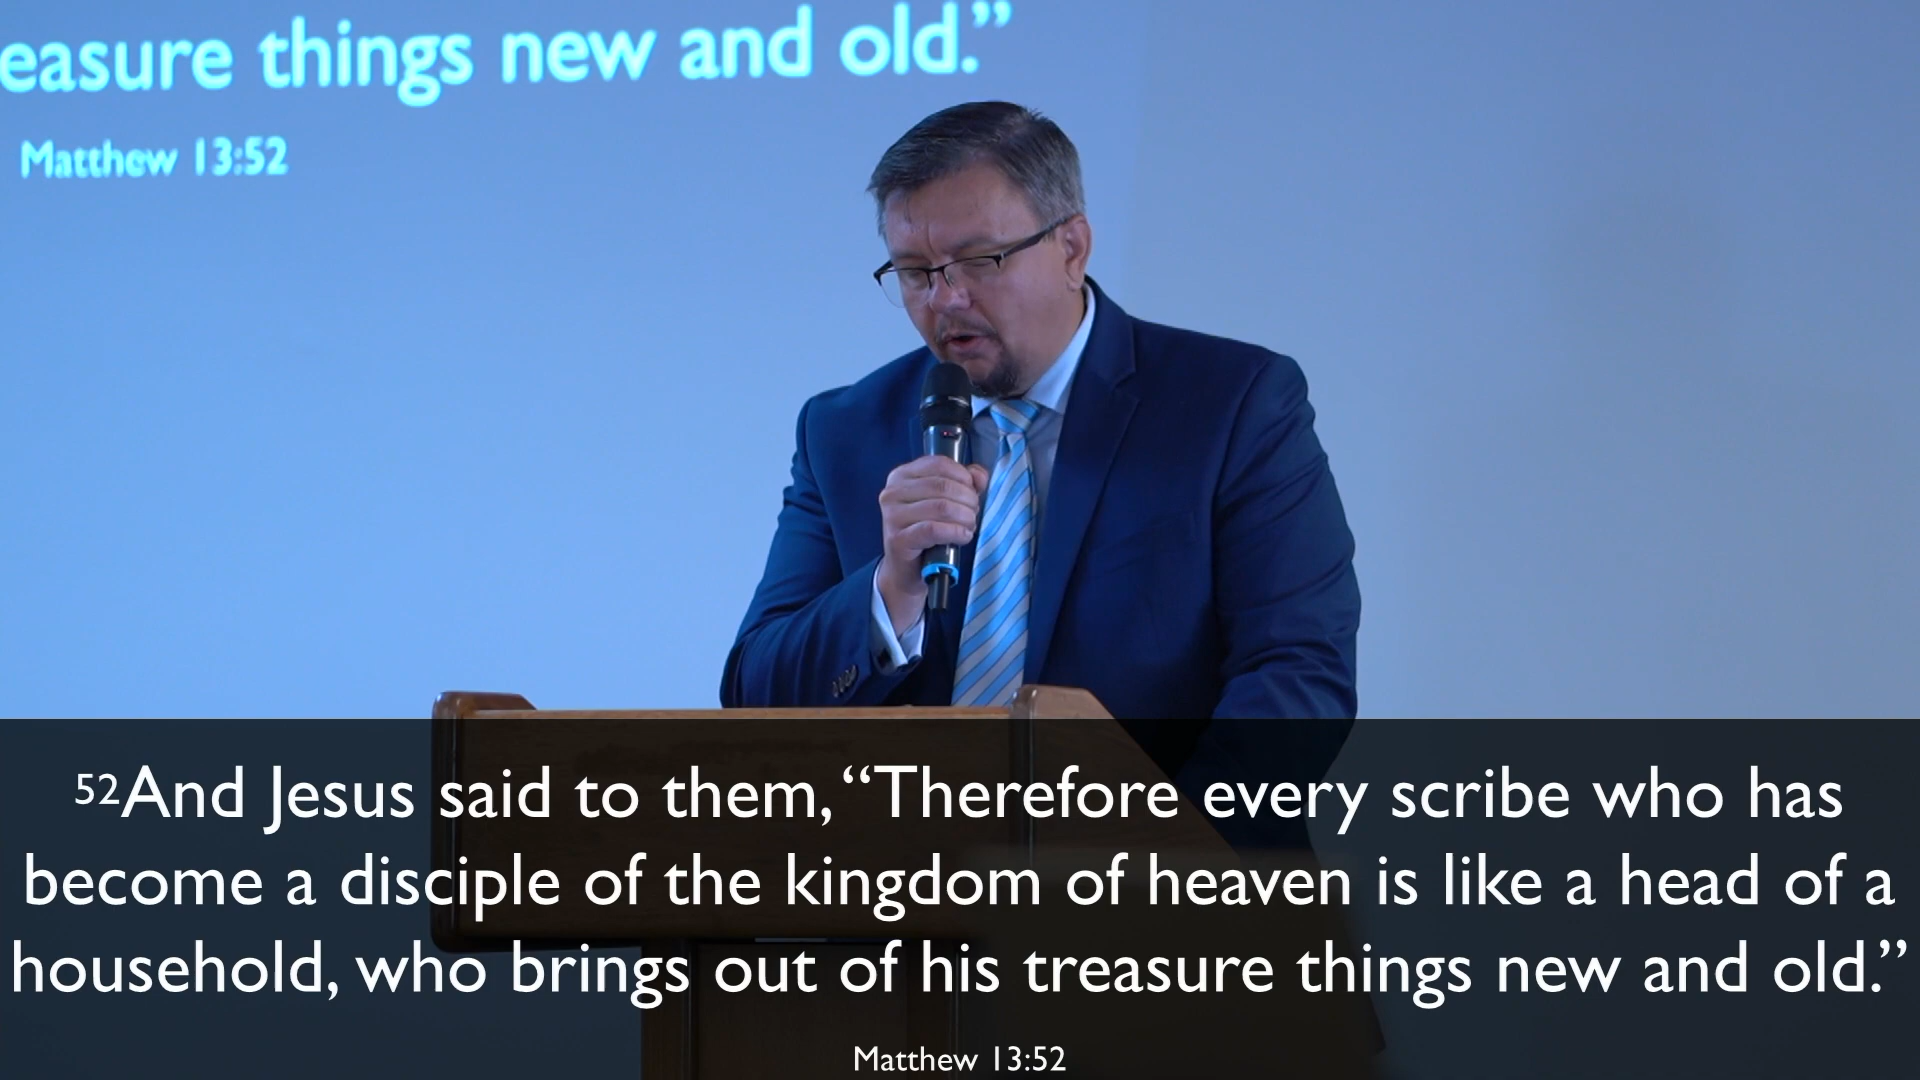 easure things new and old.”
Matthew 13:52
52And Jesus said to them, “Therefore every scribe who has
become a disciple of the kingdom of heaven is like a head of a
household, who brings out of his treasure things new and old.”
Matthew 13:52